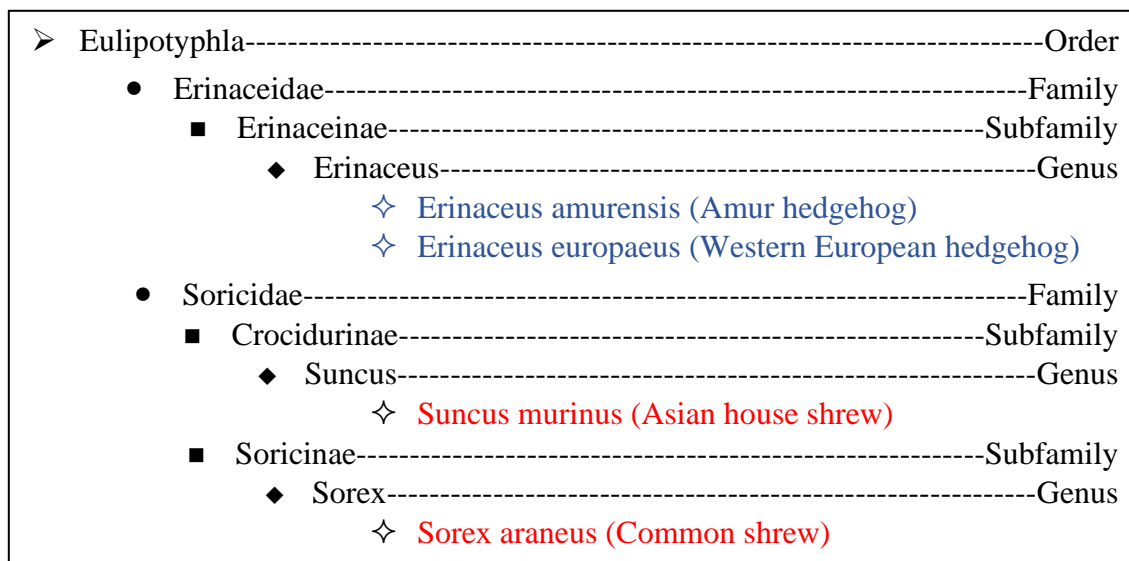 ➢ Eulipotyphla---------------------------------------------------------------------------Order
● Erinaceidae------------------------------------------------------------------Family
■ Erinaceinae--------------------------------------------------------Subfamily
◆ Erinaceus--------------------------------------------------------Genus
✧ Erinaceus amurensis (Amur hedgehog)
✧ Erinaceus europaeus (Western European hedgehog)
● Soricidae--------------------------------------------------------------------Family
■ Crocidurinae-------------------------------------------------------Subfamily
◆ Suncus------------------------------------------------------------Genus
✧ Suncus murinus (Asian house shrew)
■ Soricinae-----------------------------------------------------------Subfamily
◆ Sorex-------------------------------------------------------------Genus
✧ Sorex araneus (Common shrew)